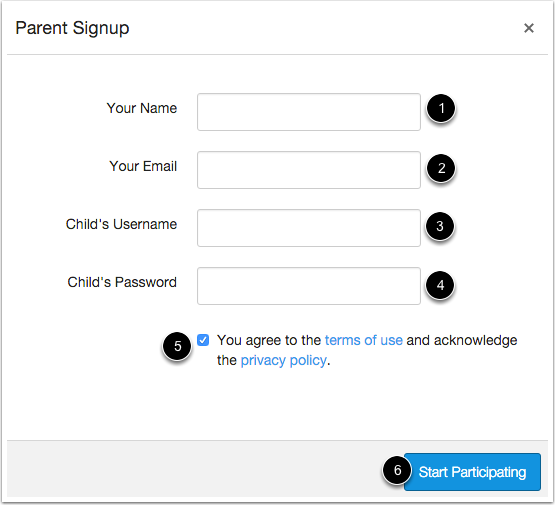 Parent Signup ×
Your Name 1
Your Email 2
Child's Username 3
Child's Password 4
5 You agree to the terms of use and acknowledge
the privacy policy.
6 Start Participating